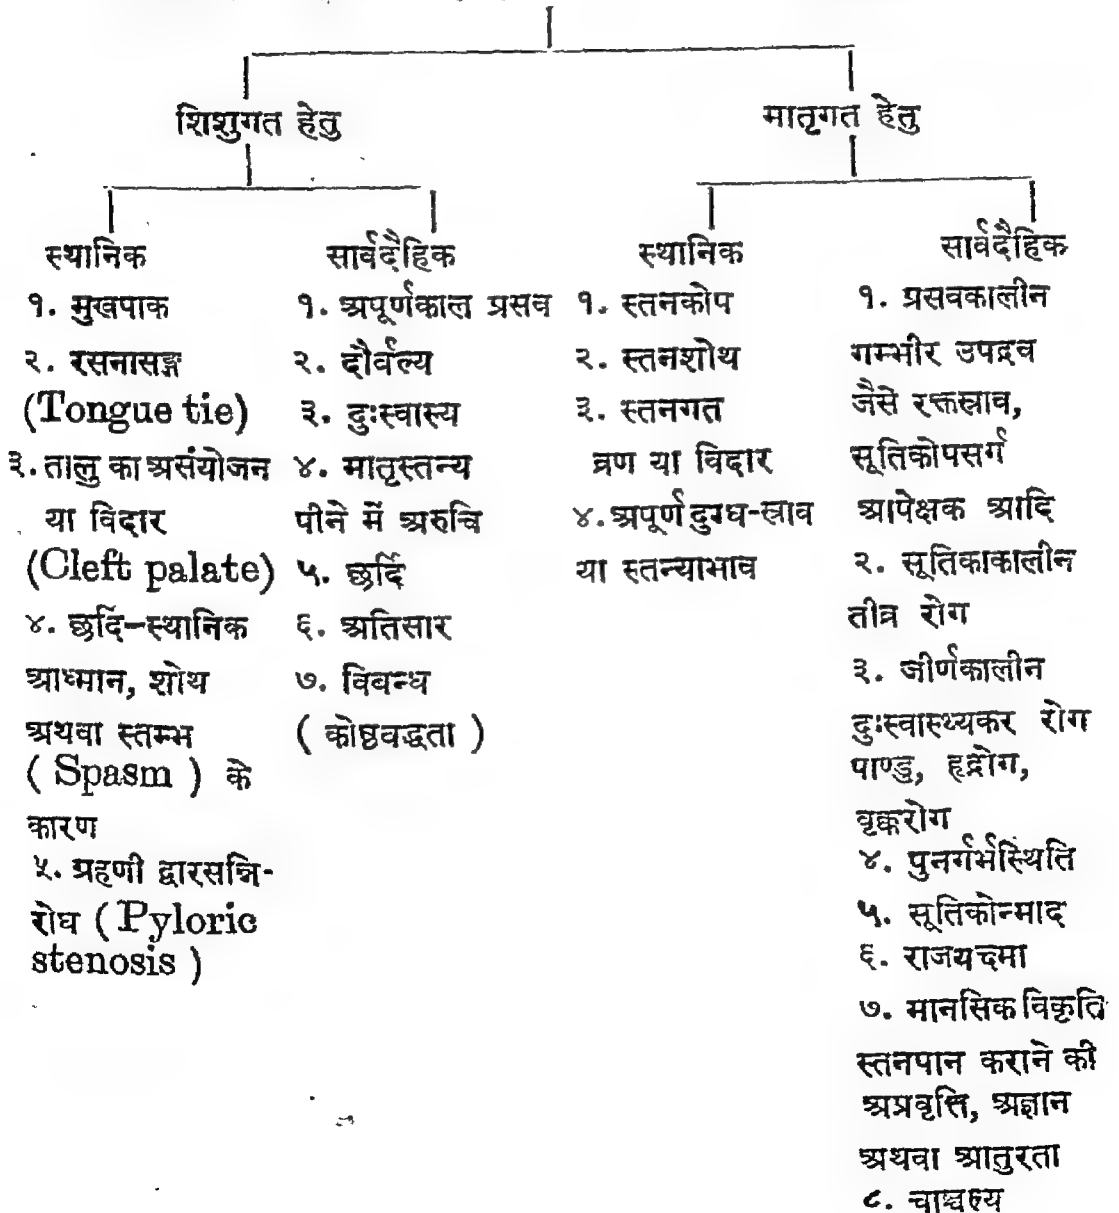 शिशुगत हेतु
मातृगत हेतु
स्थानिक
१. मुखपाक
२. रसनासङ्ग
(Tongue tie)
३. तालु का असंयोजन
या विदार
(Cleft palate)
४. छर्दि-स्थानिक
आध्मान, शोथ
अथवा स्तम्भ
( Spasm ) के
कारण
५. ग्रहणी द्वारसन्नि-
रोध ( Pyloric
stenosis )
सार्वदैहिक
१. अपूर्णकाल प्रसव
२. दौर्वल्य
३. दुःस्वास्य
४. मातृस्तन्य
पीने में अरुचि
५. छर्दि
६. अतिसार
७. विबन्ध
( कोष्ठवद्धता )
स्थानिक
१. स्तनकोप
२. स्तनशोथ
३. स्तनगत
व्रण या विदार
४. अपूर्ण दुग्ध-स्राव
या स्तन्याभाव
सार्वदैहिक
१. प्रसवकालीन
गम्भीर उपद्रव
जैसे रक्तस्राव,
सूतिकोपसर्ग
आपेक्षक आदि
२. सूतिकाकालीन
तीव्र रोग
३. जीर्णकालीन
दुःस्वास्थ्यकर रोग
पाण्डु, हृद्रोग,
वृक्करोग
४. पुनर्गर्भस्थिति
५. सूतिकोन्माद
६. राजयक्ष्मा
७. मानसिक विकृति
स्तनपान कराने की
अप्रवृत्ति, अज्ञान
अथवा आतुरता
८. चाञ्चल्य